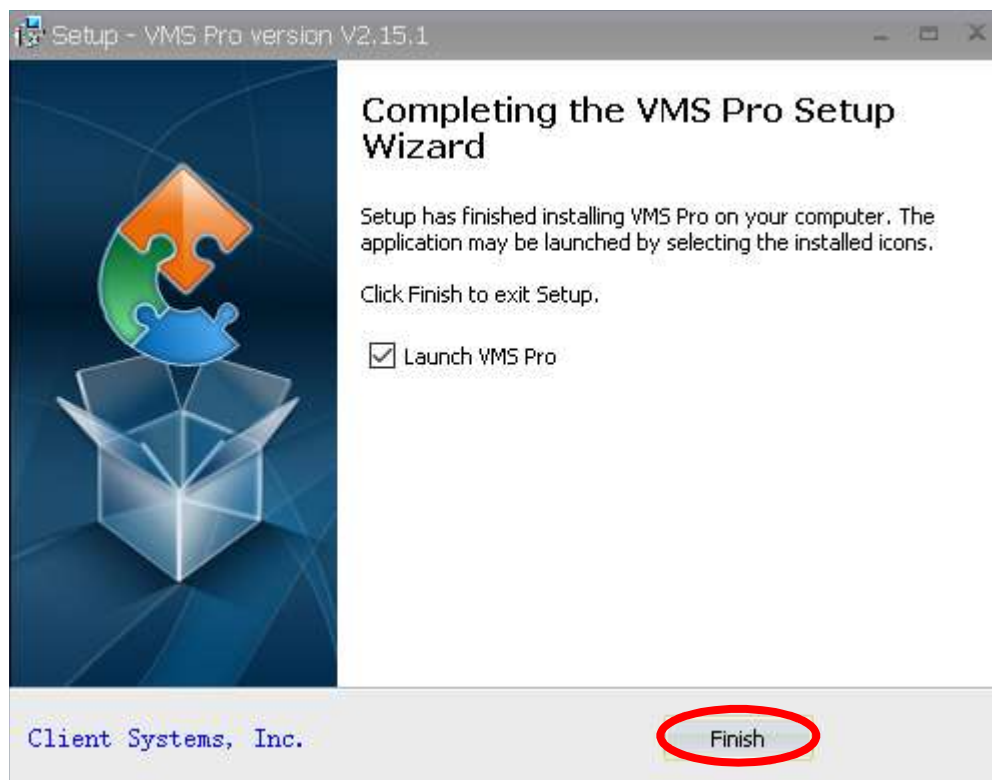 Setup - VMS Pro version V2.15.1
Completing the VMS Pro Setup
Wizard
Setup has finished installing VMS Pro on your computer. The
application may be launched by selecting the installed icons.
Click Finish to exit Setup.
Launch VMS Pro
Client Systems, Inc.
Finish